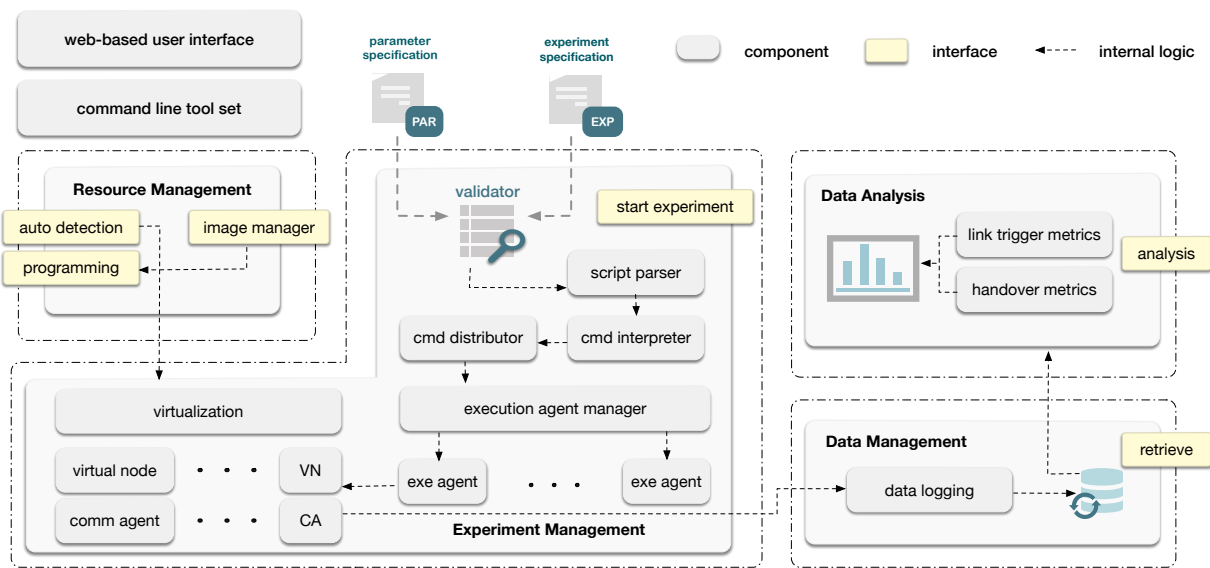 web-based user interface
command line tool set
parameter
specification
PAR
experiment
specification
EXP
component
interface
internal logic
Resource Management
auto detection
image manager
programming
validator
start experiment
script parser
cmd distributor
cmd interpreter
virtualization
execution agent manager
virtual node
VN
exe agent
exe agent
comm agent
CA
Experiment Management
Data Analysis
link trigger metrics
analysis
handover metrics
Data Management
retrieve
data logging